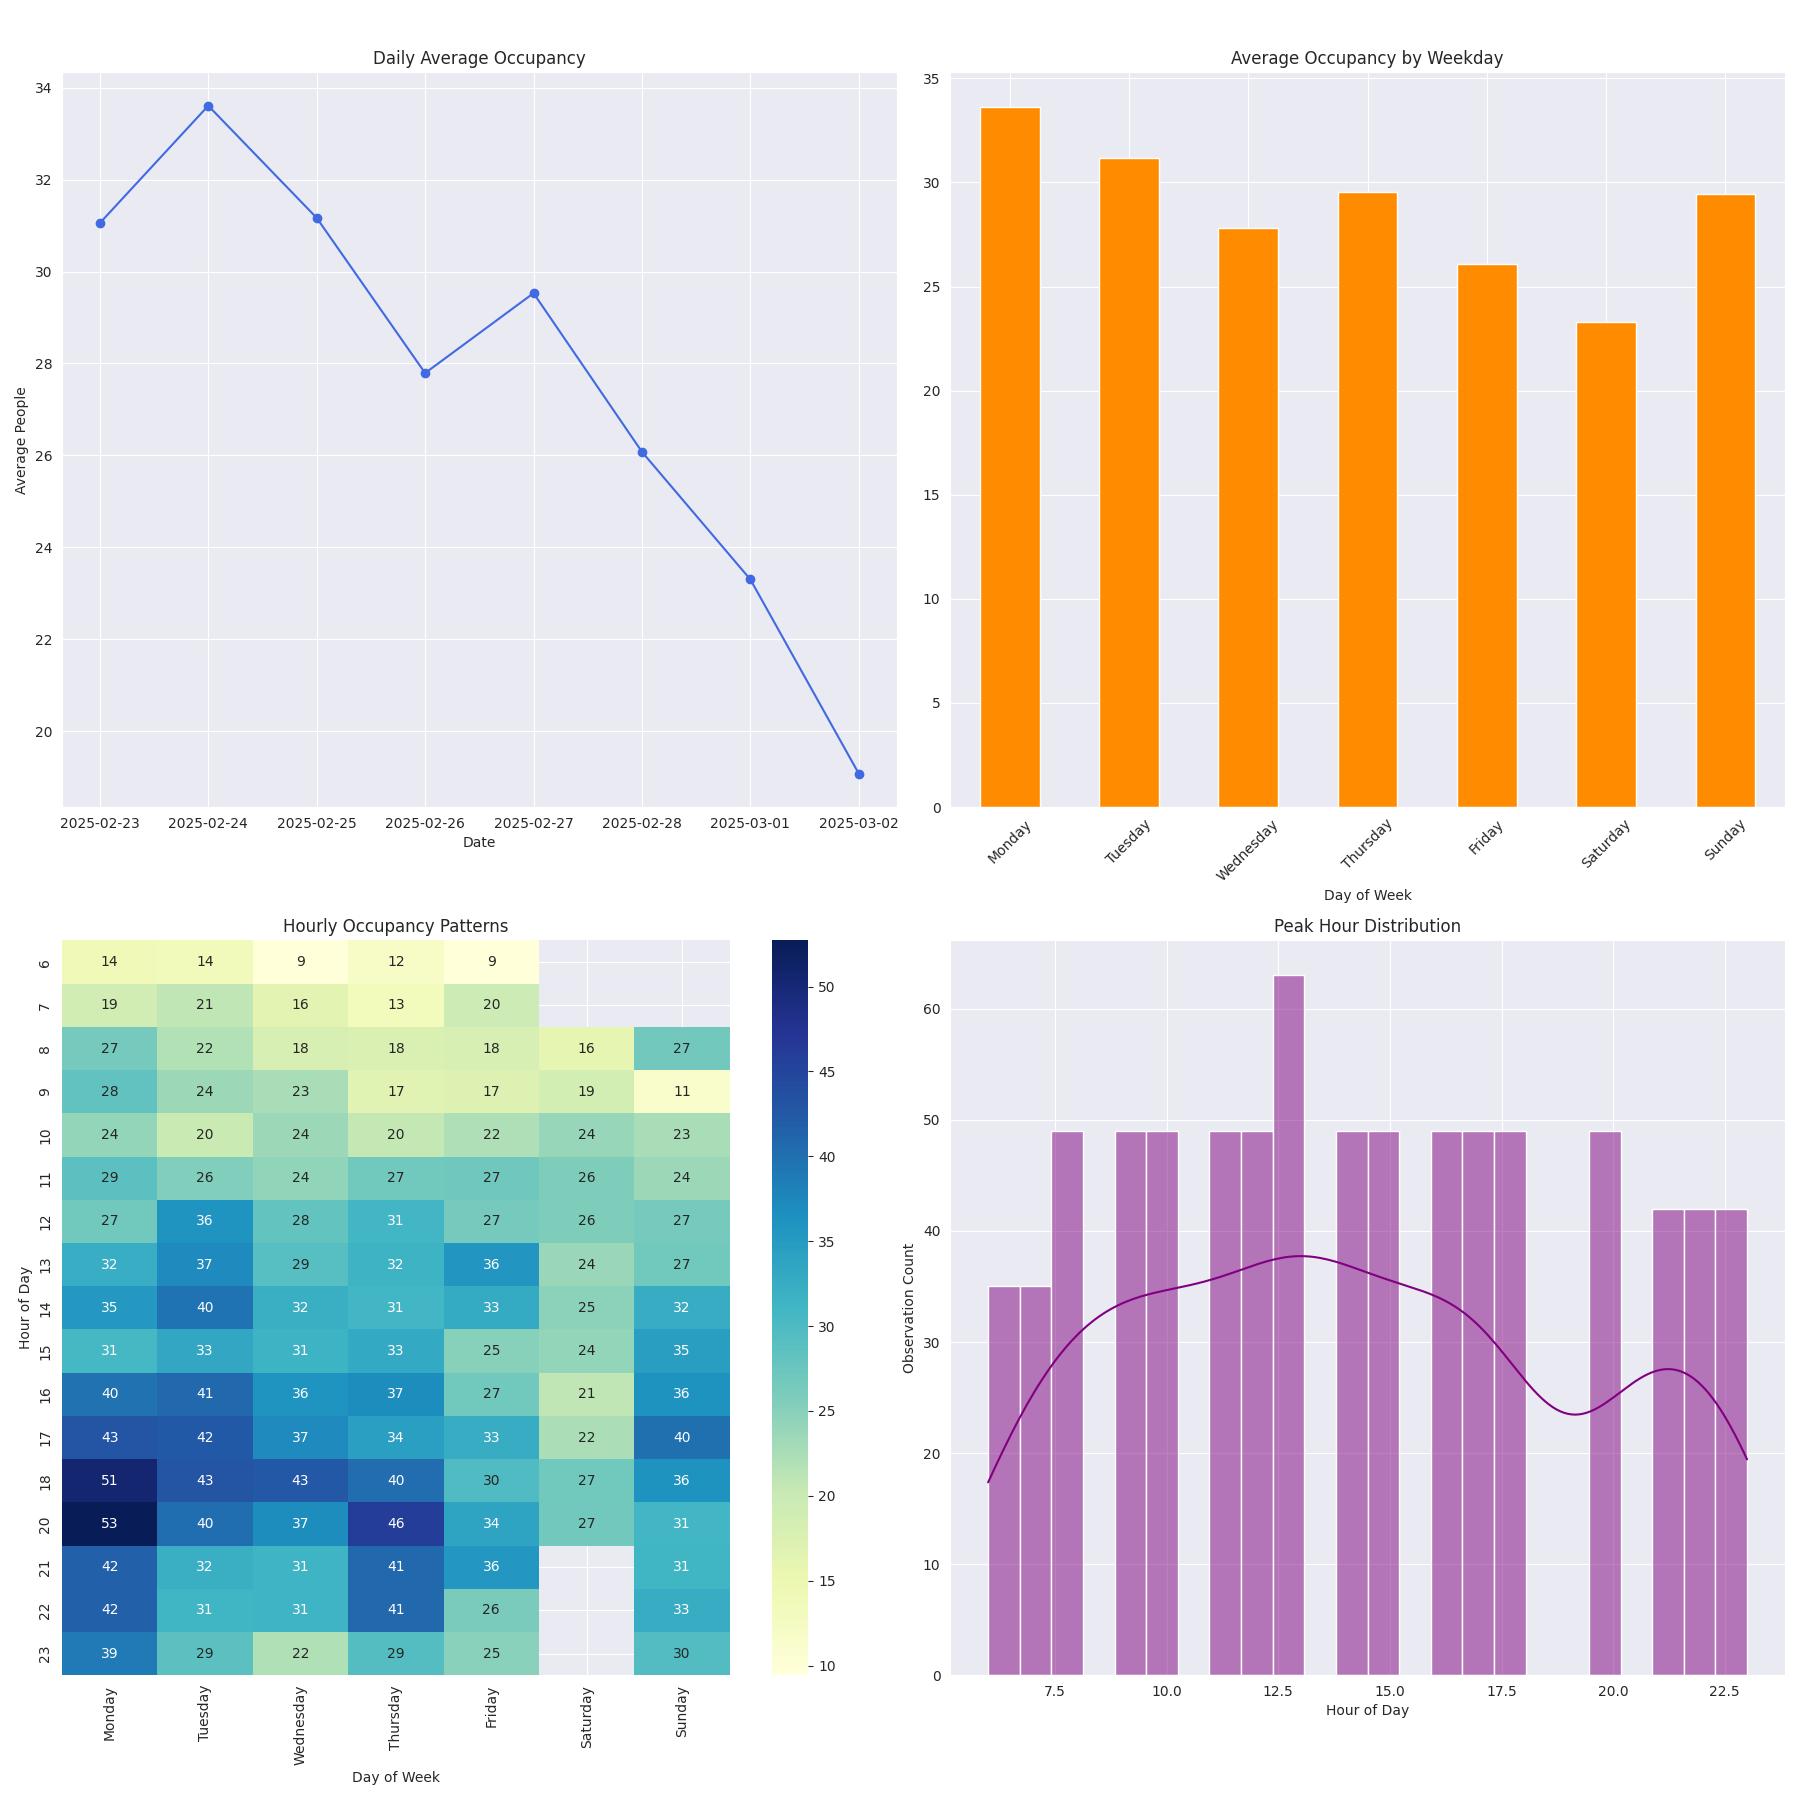 Daily Average Occupancy
34
32
30
28
26
24
22
20
Average People
2025-02-23 2025-02-24 2025-02-25 2025-02-26 2025-02-27 2025-02-28 2025-03-01 2025-03-02
Date
Average Occupancy by Weekday
35
30
25
20
15
10
5
0
Monday Tuesday Wednesday Thursday Friday Saturday Sunday
Day of Week
Hourly Occupancy Patterns
Hour of Day
6 14 14 9 12 9
7 19 21 16 13 20
8 27 22 18 18 18 16 27
9 28 24 23 17 17 19 11
10 24 20 24 20 22 24 23
11 29 26 24 27 27 26 24
12 27 36 28 31 27 26 27
13 32 37 29 32 36 24 27
14 35 40 32 31 33 25 32
15 31 33 31 33 25 24 35
16 40 41 36 37 27 21 36
17 43 42 37 34 33 22 40
18 51 43 43 40 30 27 36
20 53 40 37 46 34 27 31
21 42 32 31 41 36 31
22 42 31 31 41 26 33
23 39 29 22 29 25 30
Monday Tuesday Wednesday Thursday Friday Saturday Sunday
Day of Week
50
45
40
35
30
25
20
15
10
Peak Hour Distribution
60
50
40
30
20
10
0
Observation Count
7.5 10.0 12.5 15.0 17.5 20.0 22.5
Hour of Day